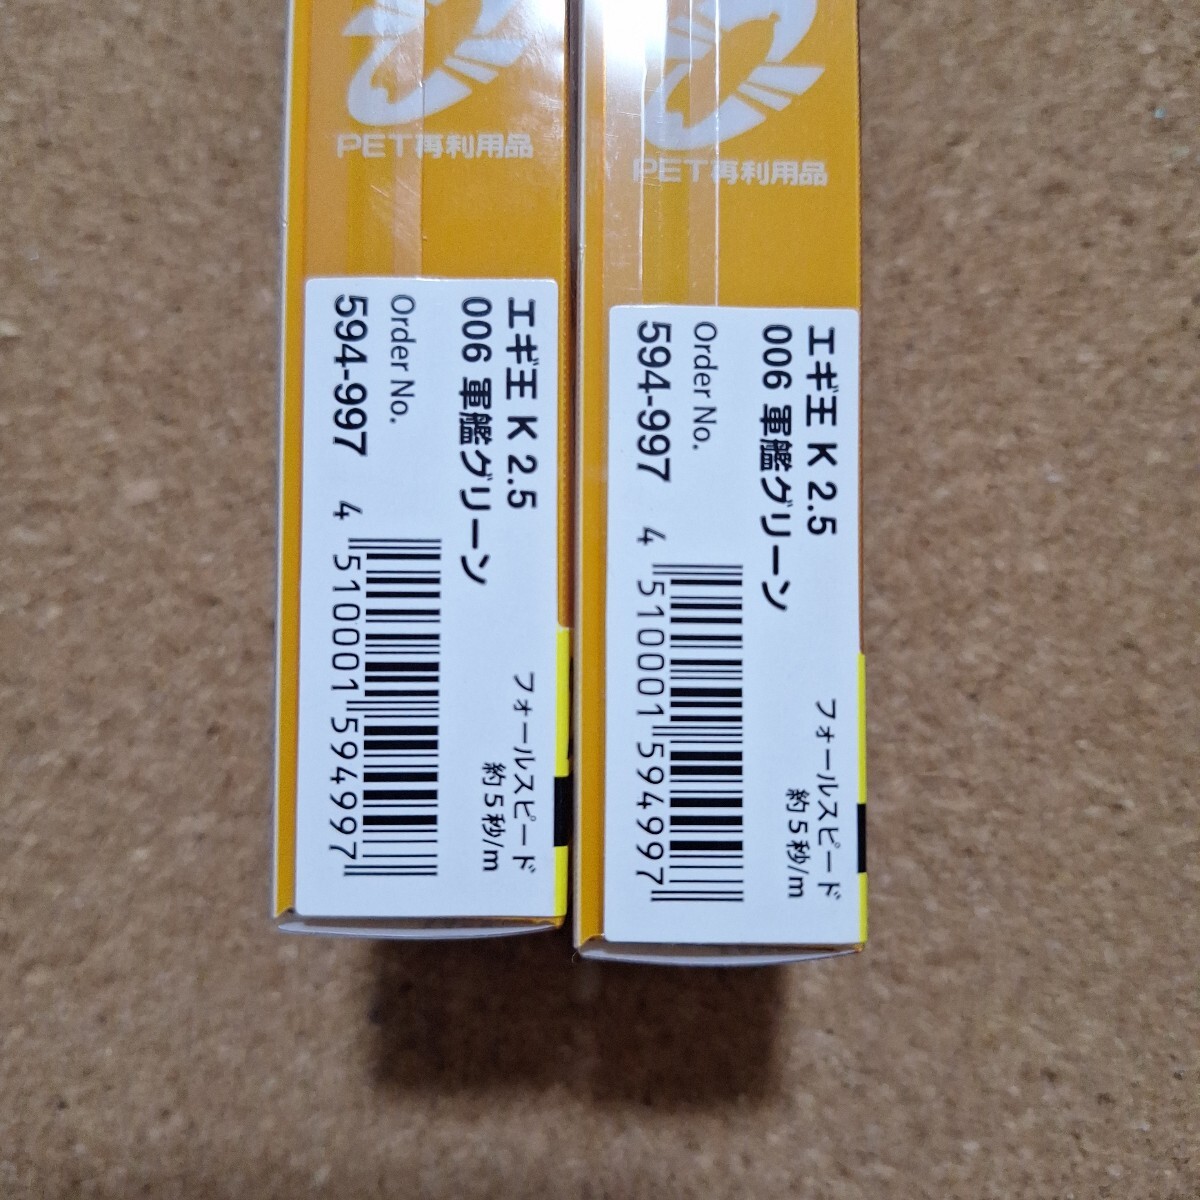 PET再利用品
エギ王 K 2.5
006 軍艦グリーン
Order No.
594-997
フォールスピード
約5秒/m
4 510001 594997
PET再利用品
エギ王 K 2.5
006 軍艦グリーン
Order No.
594-997
フォールスピード
約5秒/m
4 510001 594997